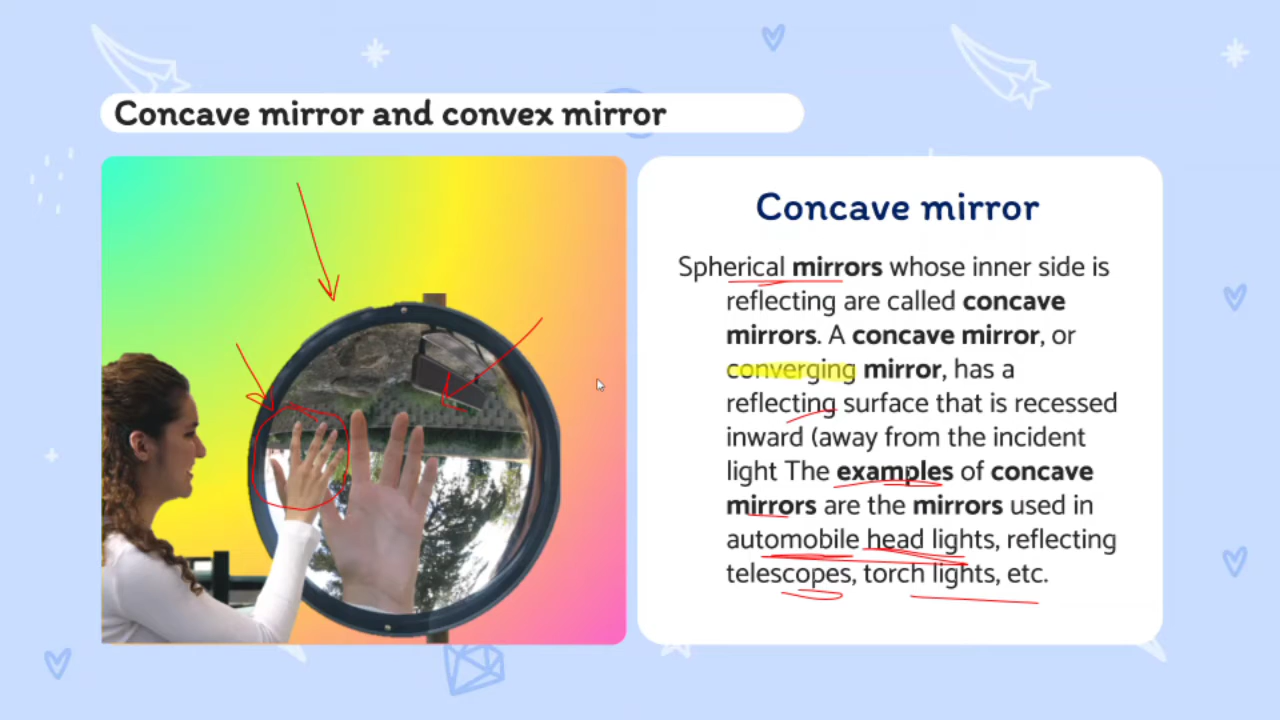 Concave mirror and convex mirror
Concave mirror
Spherical mirrors whose inner side is
reflecting are called concave
mirrors. A concave mirror, or
converging mirror, has a
reflecting surface that is recessed
inward (away from the incident
light The examples of concave
mirrors are the mirrors used in
automobile head lights, reflecting
telescopes, torch lights, etc.